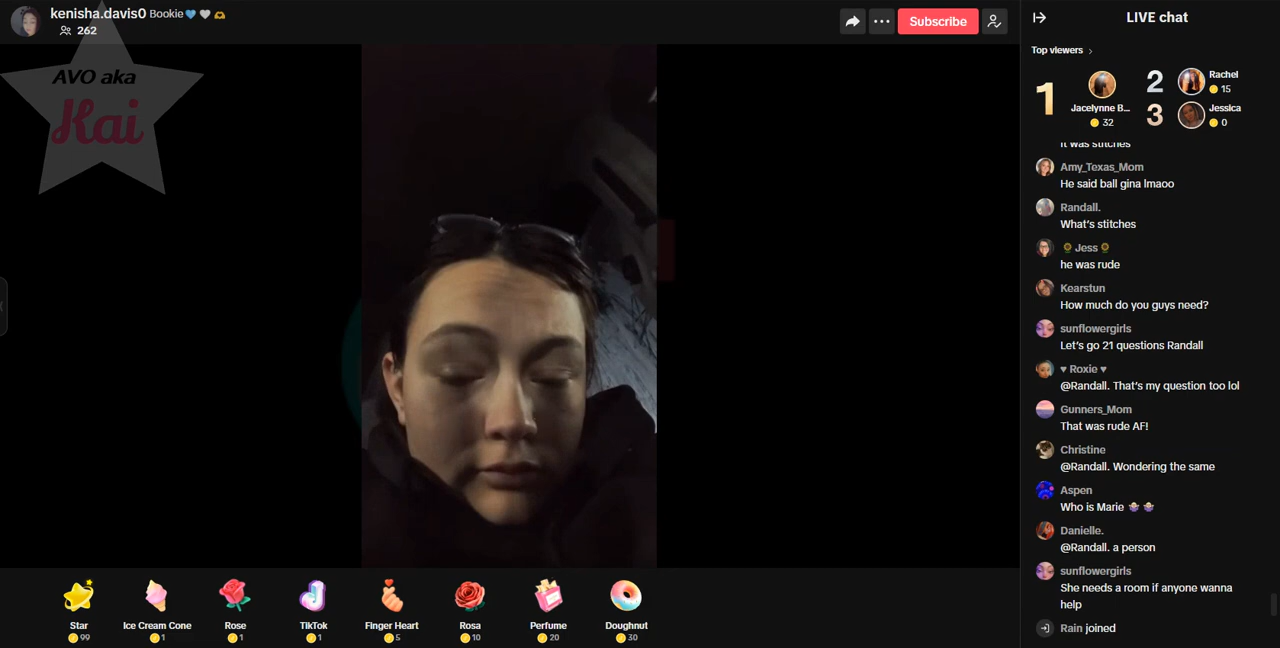 kenisha.davis0 Bookie💙🤍🫶
262
Subscribe
AVO aka
Kai
LIVE chat
Top viewers >
1
Jacelynne B...
32
2
Rachel
15
3
Jessica
0
it was stitches
Amy_Texas_Mom
He said ball gina lmaoo
Randall.
What's stitches
🌻Jess🌻
he was rude
Kearstun
How much do you guys need?
sunflowergirls
Let's go 21 questions Randall
♥ Roxie ♥
@Randall. That's my question too lol
Gunners_Mom
That was rude AF!
Christine
@Randall. Wondering the same
Aspen
Who is Marie 🤷🏼‍♀️ 🤷🏼‍♀️
Danielle.
@Randall. a person
sunflowergirls
She needs a room if anyone wanna
help
Rain joined
Star
99
Ice Cream Cone
1
Rose
1
TikTok
1
Finger Heart
5
Rosa
10
Perfume
20
Doughnut
30